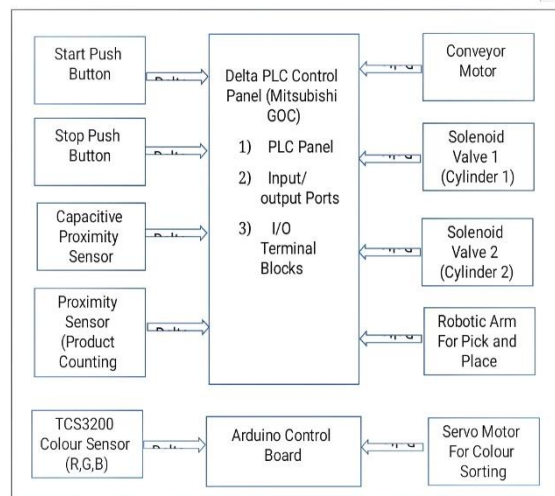 Start Push
Button
Stop Push
Button
Capacitive
Proximity
Sensor
Proximity
Sensor
(Product
Counting
TCS3200
Colour Sensor
(R,G,B)
Delta PLC Control
Panel (Mitsubishi
GOC)
1) PLC Panel
2) Input/
output Ports
3) I/O
Terminal
Blocks
Arduino Control
Board
Conveyor
Motor
Solenoid
Valve 1
(Cylinder 1)
Solenoid
Valve 2
(Cylinder 2)
Robotic Arm
For Pick and
Place
Servo Motor
For Colour
Sorting